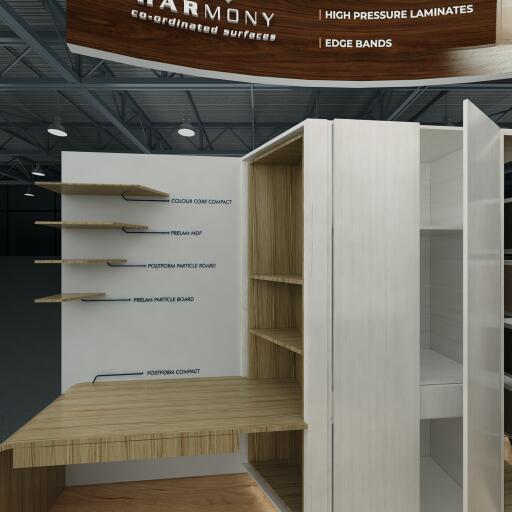 HARMONY
co-ordinated surfaces
HIGH PRESSURE LAMINATES
EDGE BANDS
COLOUR CORE COMPACT
PRELAM MDF
POSTFORM PARTICLE BOARD
PRELAM PARTICLE BOARD
POSTFORM COMPACT